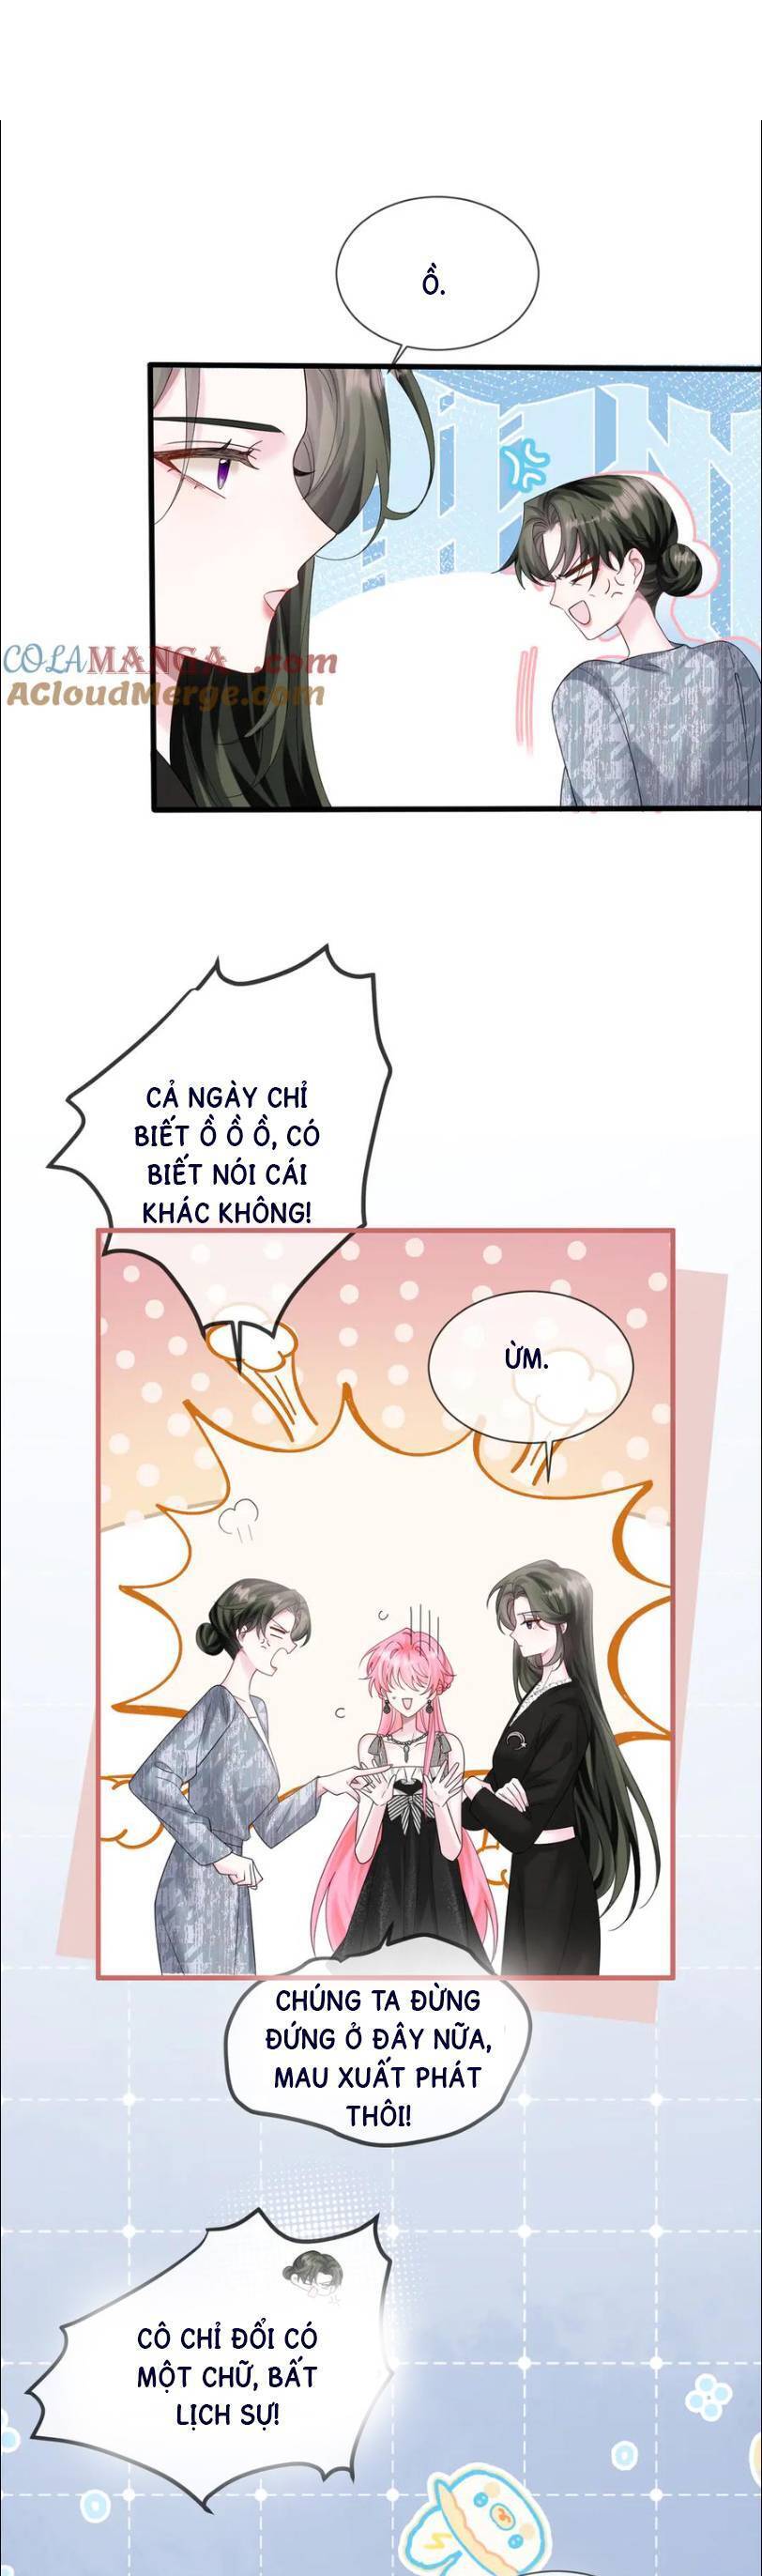 Ồ.
COLAMANGA.com
ACloudMerge.com
CẢ NGÀY CHỈ
BIẾT Ồ Ồ Ồ, CÓ
BIẾT NÓI CÁI
KHÁC KHÔNG!
ỪM.
CHÚNG TA ĐỪNG
ĐỨNG Ở ĐÂY NỮA,
MAU XUẤT PHÁT
THÔI!
CÔ CHỈ ĐỔI CÓ
MỘT CHỮ, BẤT
LỊCH SỰ!